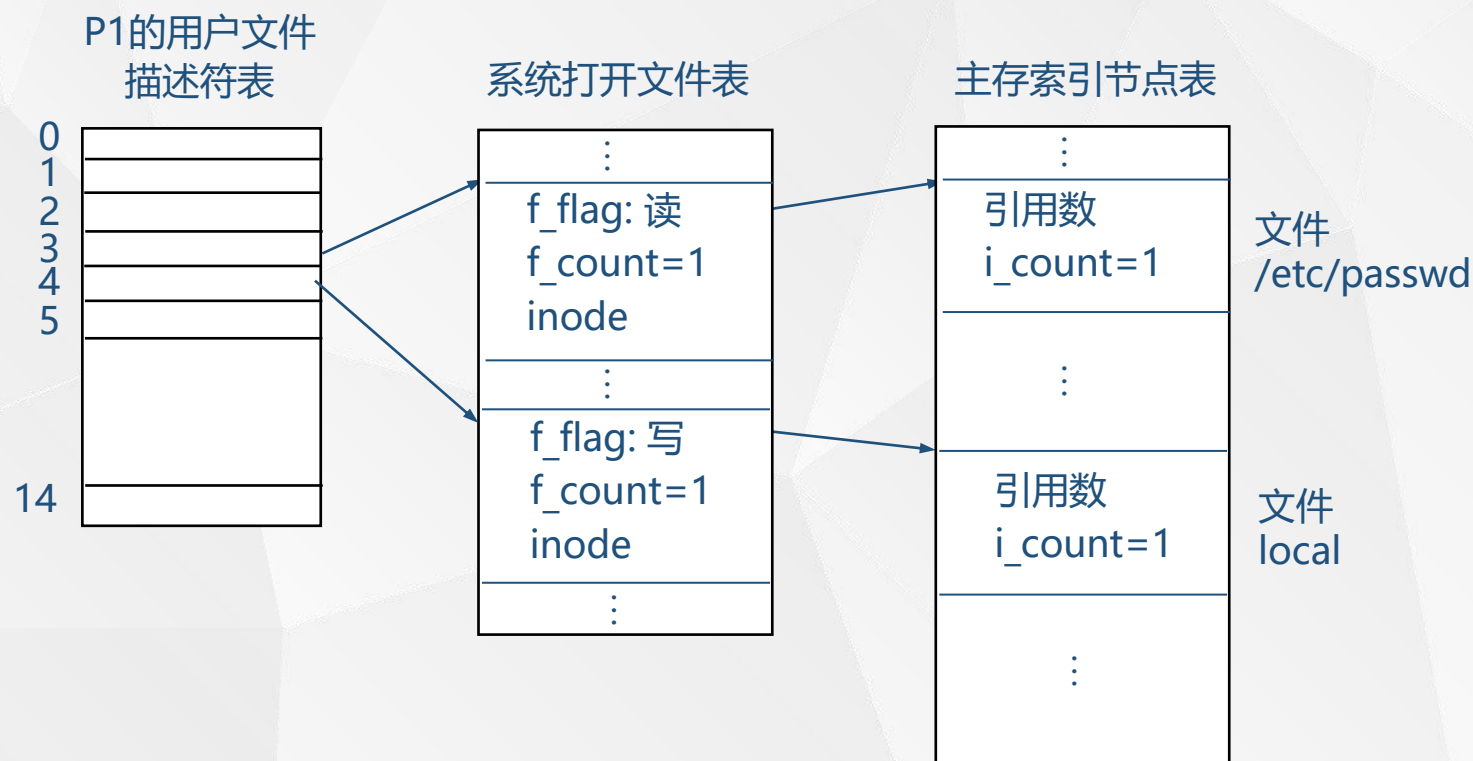 P1的用户文件
描述符表
0
1
2
3
4
5
14
系统打开文件表
⋮
f_flag: 读
f_count=1
inode
⋮
f_flag: 写
f_count=1
inode
⋮
主存索引节点表
⋮
引用数
i_count=1
⋮
引用数
i_count=1
⋮
文件
/etc/passwd
文件
local